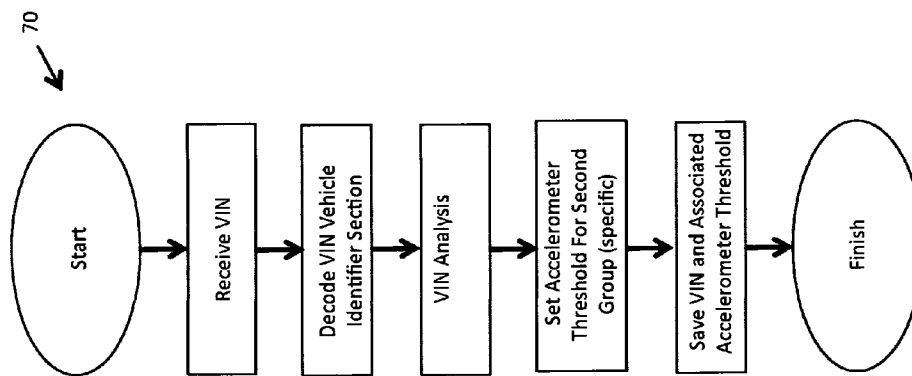 70
Start
Receive VIN
Decode VIN Vehicle
Identifier Section
VIN Analysis
Set Accelerometer
Threshold For Second
Group (specific)
Save VIN and Associated
Accelerometer Threshold
Finish